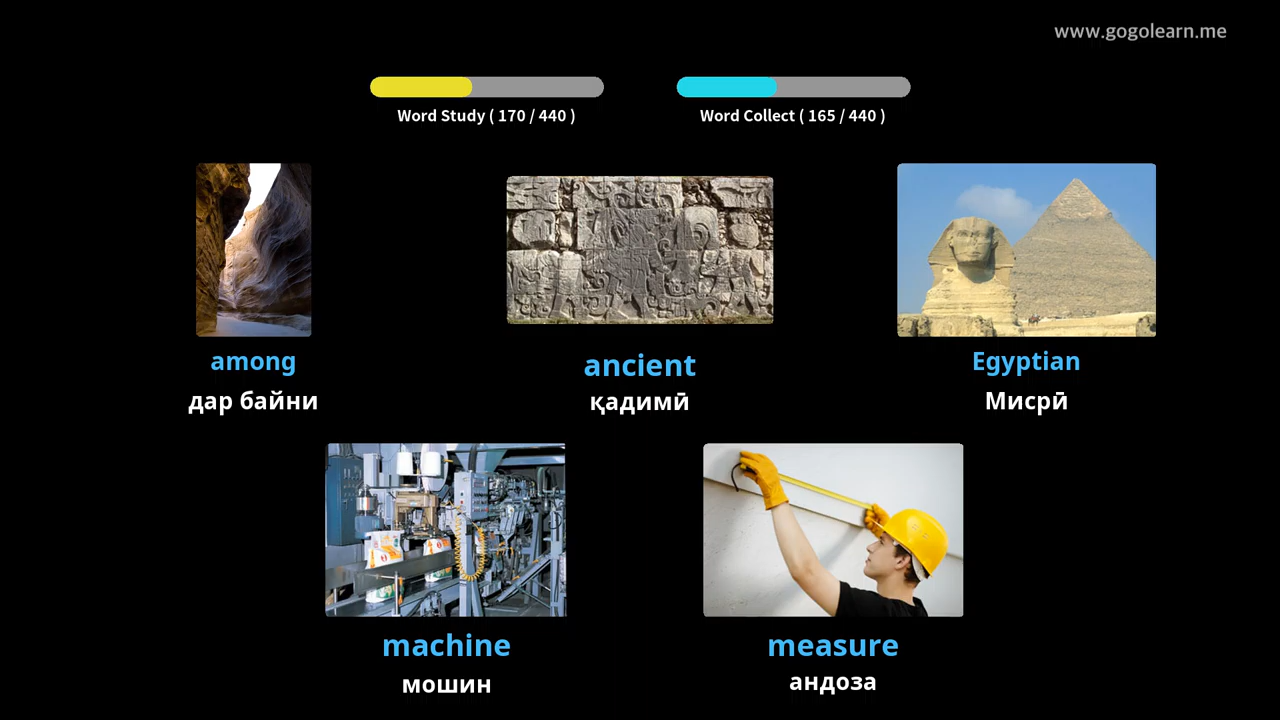 www.gogolearn.me
Word Study ( 170 / 440 )
Word Collect ( 165 / 440 )
among
дар байни
ancient
қадимӣ
Egyptian
Мисрӣ
machine
мошин
measure
андоза